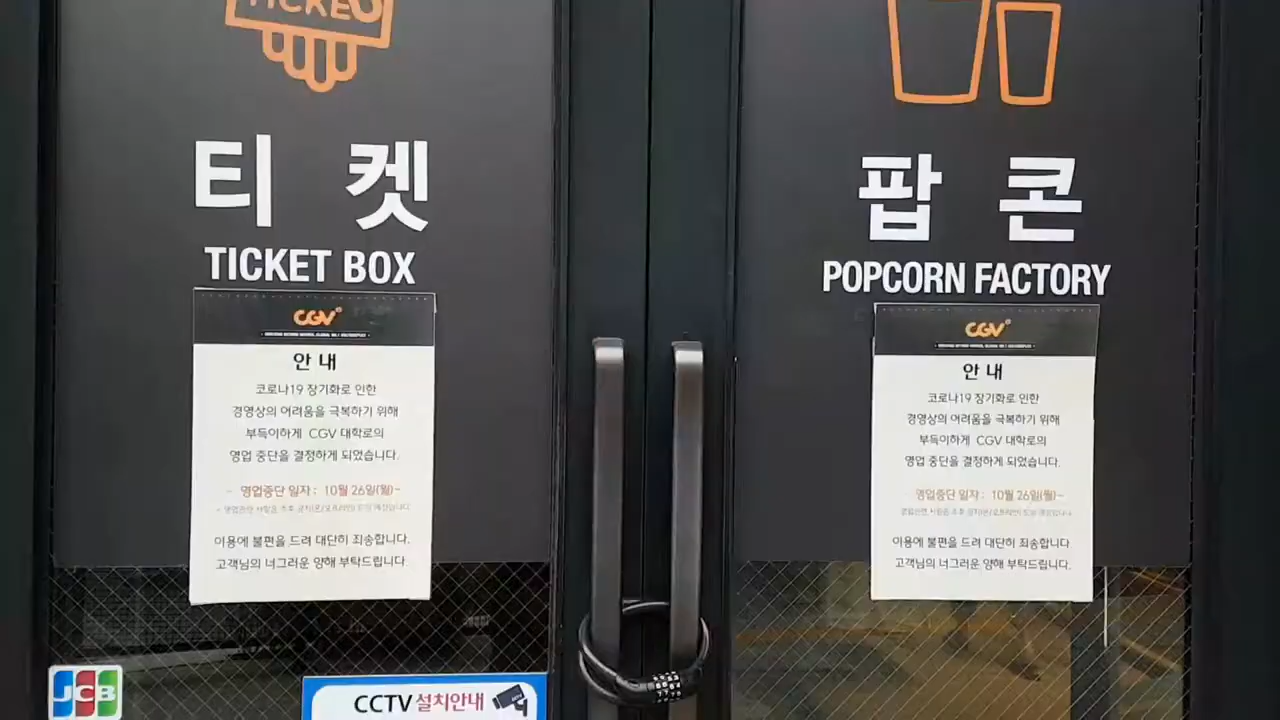 TICKE
티 켓
TICKET BOX
CGV
안 내
코로나19 장기화로 인한
경영상의 어려움을 극복하기 위해
부득이하게 CGV 대학로의
영업 중단을 결정하게 되었습니다.
- 영업중단 일자 : 10월 26일(월)~
이용에 불편을 드려 대단히 죄송합니다.
고객님의 너그러운 양해 부탁드립니다.
JCB
CCTV설치안내
팝 콘
POPCORN FACTORY
CGV
안 내
코로나19 장기화로 인한
경영상의 어려움을 극복하기 위해
부득이하게 CGV 대학로의
영업 중단을 결정하게 되었습니다.
영업중단 일자 : 10월 26일(월)~
이용에 불편을 드려 대단히 죄송합니다
고객님의 너그러운 양해 부탁드립니다.